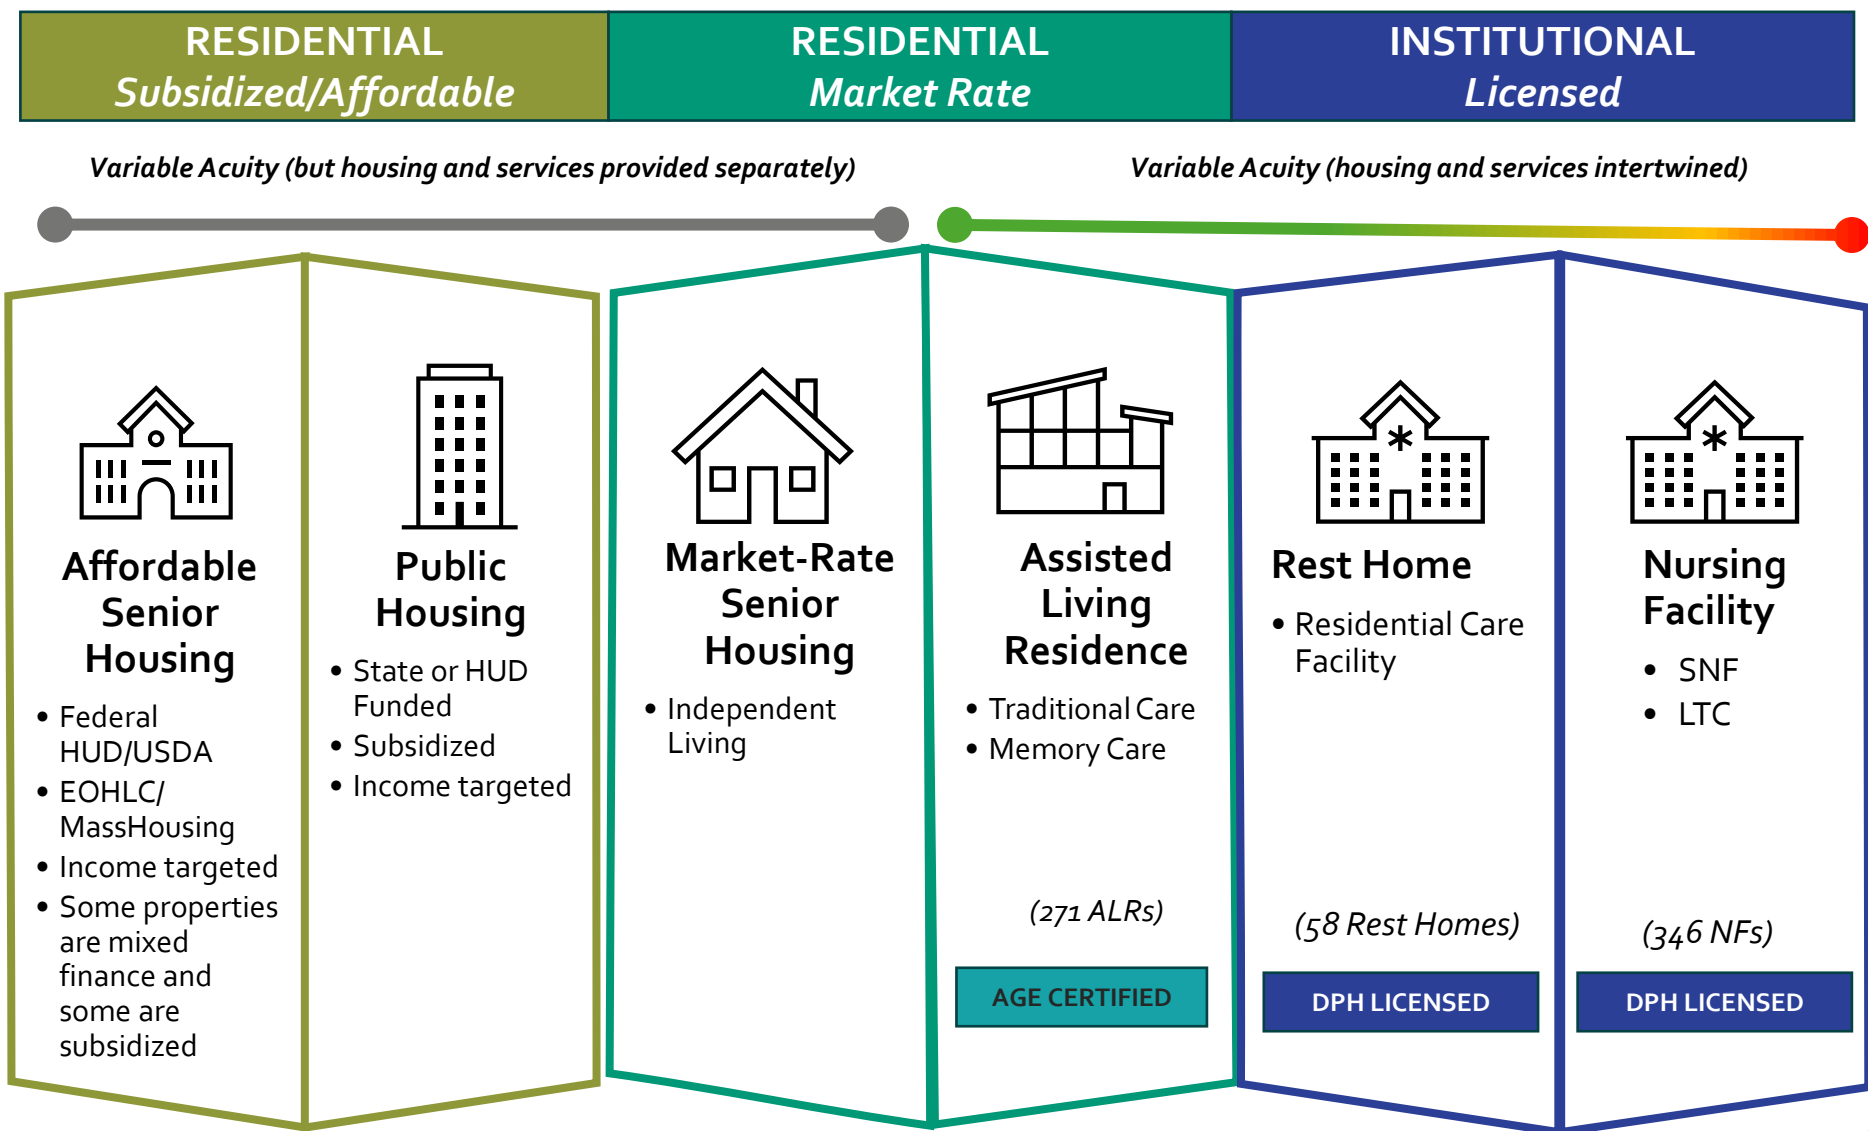 RESIDENTIAL
Subsidized/Affordable
RESIDENTIAL
Market Rate
INSTITUTIONAL
Licensed
Variable Acuity (but housing and services provided separately)
Variable Acuity (housing and services intertwined)
Affordable
Senior
Housing
• Federal
HUD/USDA
• EOHLC/
MassHousing
• Income targeted
• Some properties
are mixed
finance and
some are
subsidized
Public
Housing
• State or HUD
Funded
• Subsidized
• Income targeted
Market-Rate
Senior
Housing
• Independent
Living
Assisted
Living
Residence
• Traditional Care
• Memory Care
(271 ALRs)
AGE CERTIFIED
Rest Home
• Residential Care
Facility
(58 Rest Homes)
DPH LICENSED
Nursing
Facility
• SNF
• LTC
(346 NFs)
DPH LICENSED